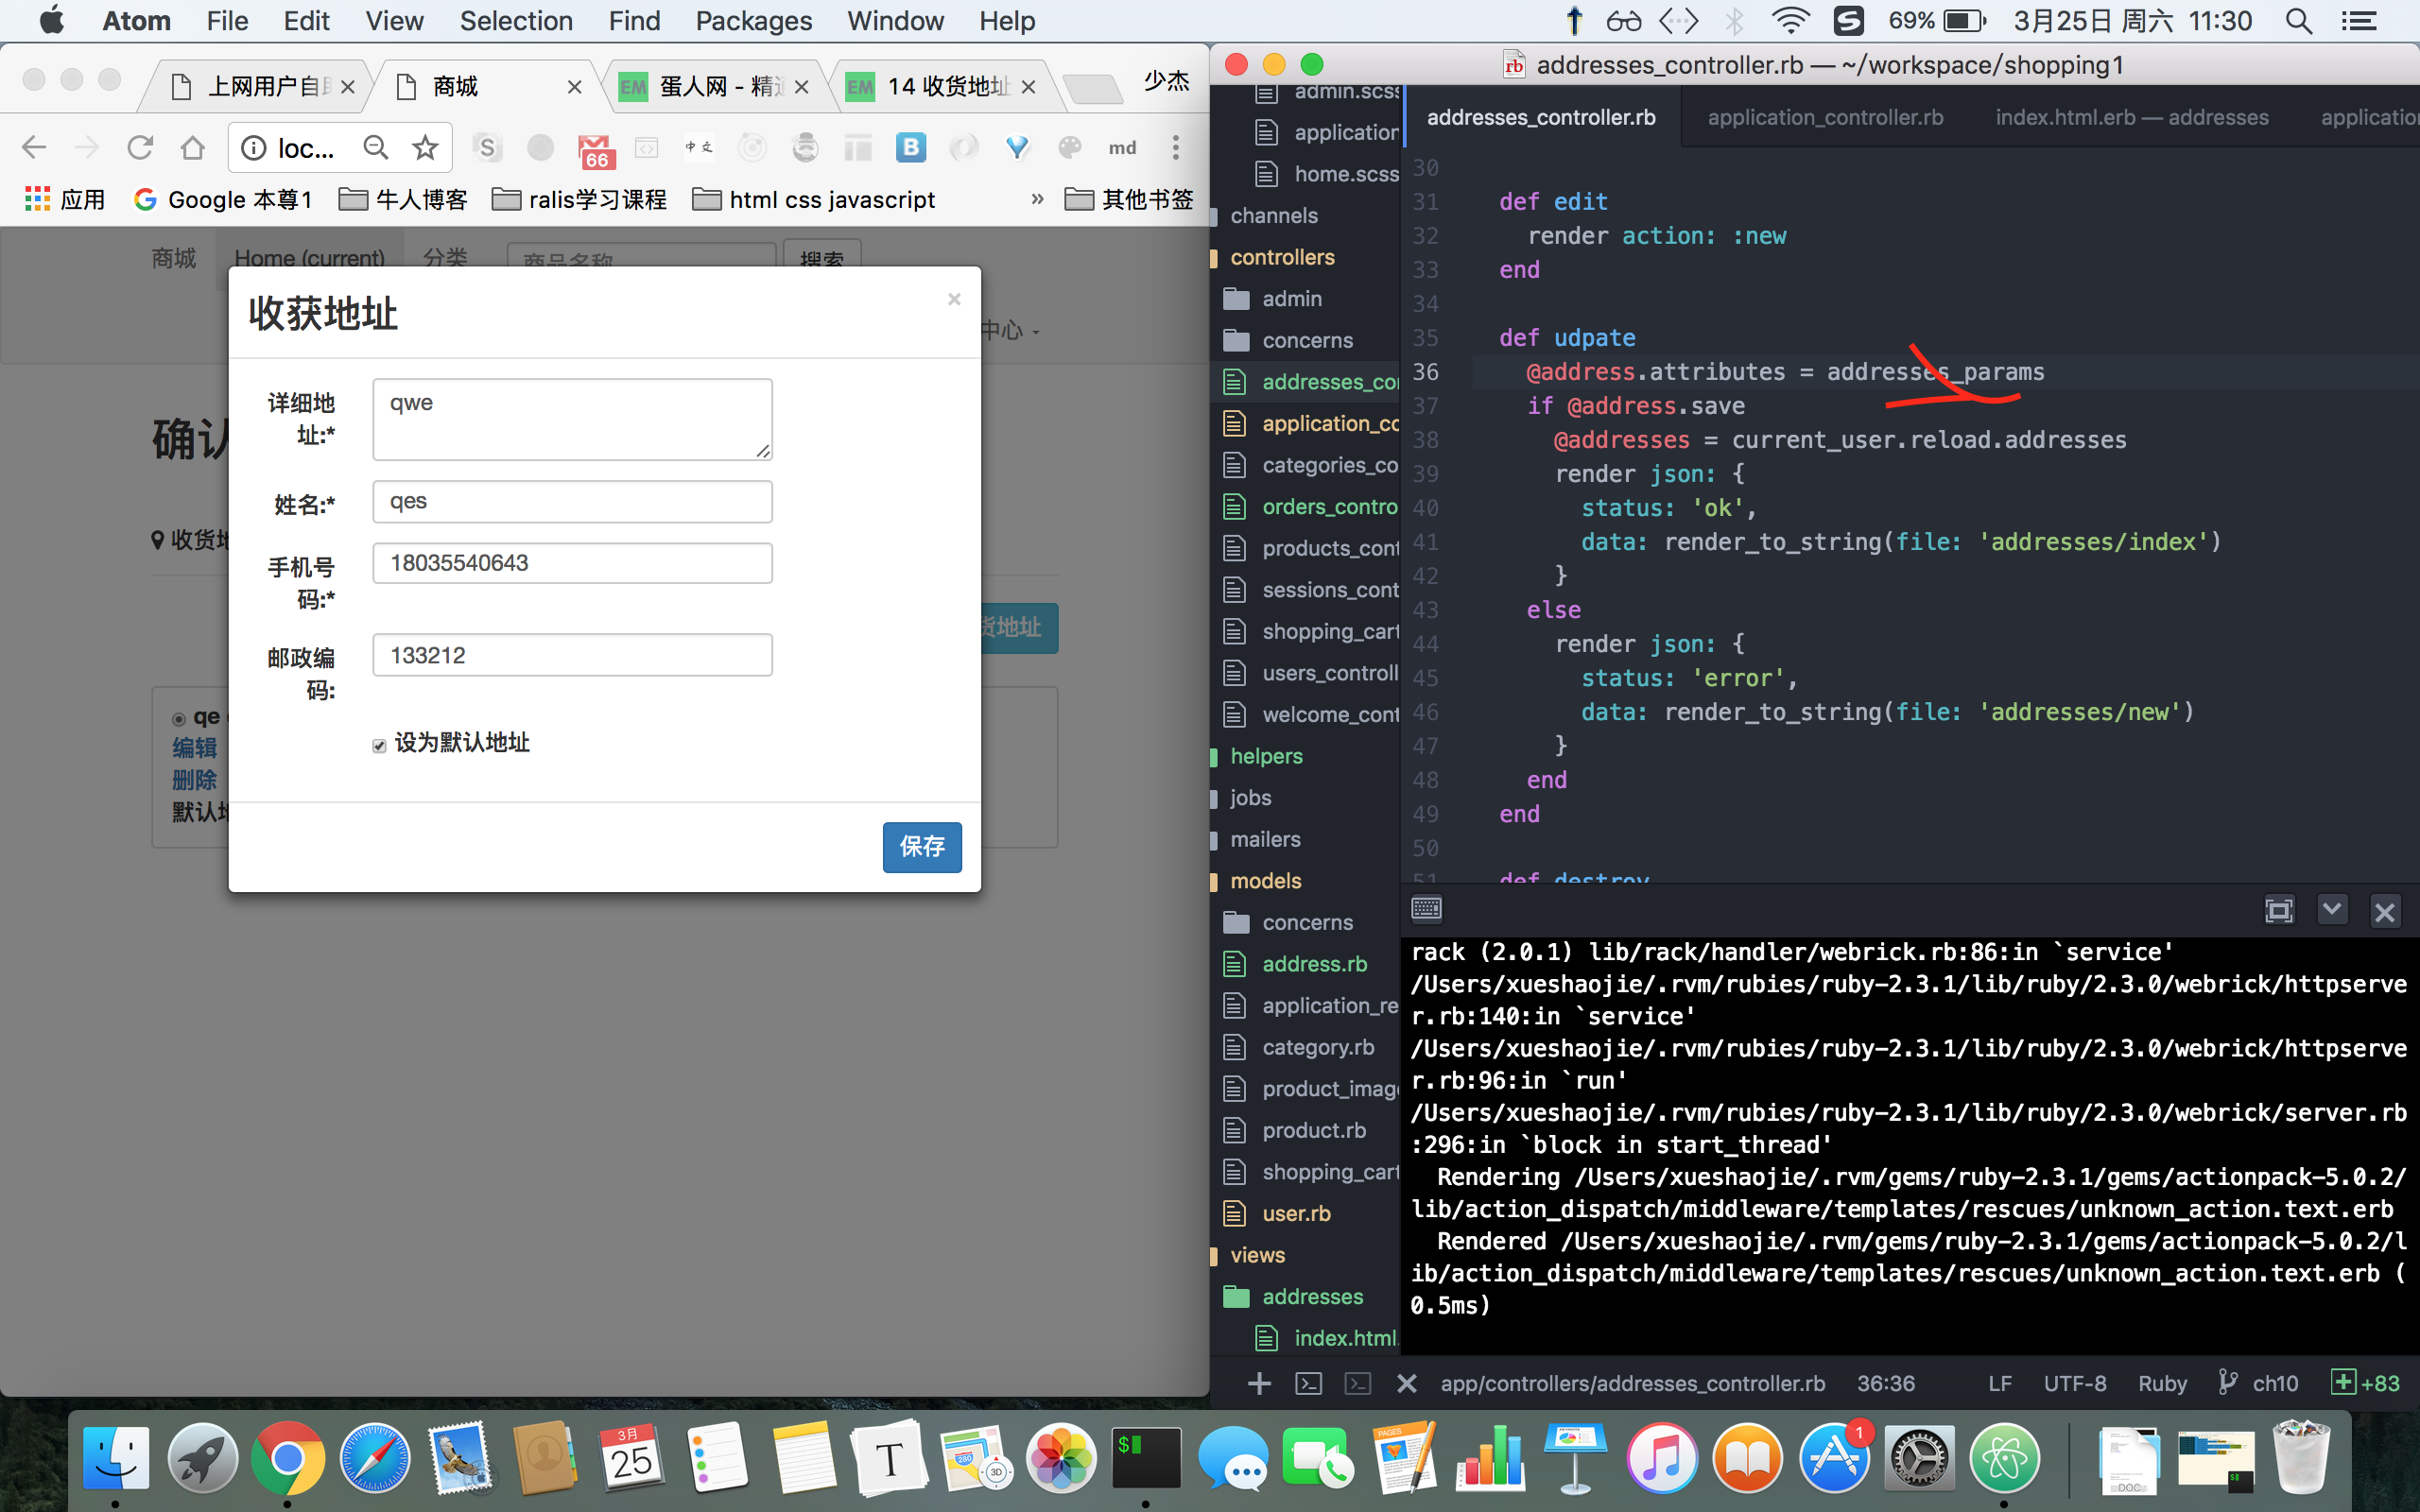 Atom File Edit View Selection Find Packages Window Help
69% 3月25日 周六 11:30
上网用户自
商城
蛋人网 - 精
14 收货地址
少杰
loc...
66
中文
B
md
应用
Google 本尊1
牛人博客
ralis学习课程
html css javascript
»
其他书签
商城
Home (current)
分类
商品名称
搜索
中心
收获地址
×
确认
详细地址:*
qwe
姓名:*
qes
收货地
手机号码:*
18035540643
货地址
邮政编码:
133212
qe
编辑
删除
默认地
设为默认地址
保存
addresses_controller.rb — ~/workspace/shopping1
admin.scss
application
home.scss
channels
controllers
admin
concerns
addresses_co
application_co
categories_co
orders_contro
products_cont
sessions_cont
shopping_cart
users_controll
welcome_cont
helpers
jobs
mailers
models
concerns
address.rb
application_re
category.rb
product_imag
product.rb
shopping_cart
user.rb
views
addresses
index.html.
addresses_controller.rb
application_controller.rb
index.html.erb — addresses
applicatio
30
31 def edit
32 render action: :new
33 end
34
35 def udpate
36 @address.attributes = addresses_params
37 if @address.save
38 @addresses = current_user.reload.addresses
39 render json: {
40 status: 'ok',
41 data: render_to_string(file: 'addresses/index')
42 }
43 else
44 render json: {
45 status: 'error',
46 data: render_to_string(file: 'addresses/new')
47 }
48 end
49 end
50
51 def destroy
rack (2.0.1) lib/rack/handler/webrick.rb:86:in `service'
/Users/xueshaojie/.rvm/rubies/ruby-2.3.1/lib/ruby/2.3.0/webrick/httpserve
r.rb:140:in `service'
/Users/xueshaojie/.rvm/rubies/ruby-2.3.1/lib/ruby/2.3.0/webrick/httpserve
r.rb:96:in `run'
/Users/xueshaojie/.rvm/rubies/ruby-2.3.1/lib/ruby/2.3.0/webrick/server.rb
:296:in `block in start_thread'
Rendering /Users/xueshaojie/.rvm/gems/ruby-2.3.1/gems/actionpack-5.0.2/
lib/action_dispatch/middleware/templates/rescues/unknown_action.text.erb
Rendered /Users/xueshaojie/.rvm/gems/ruby-2.3.1/gems/actionpack-5.0.2/l
ib/action_dispatch/middleware/templates/rescues/unknown_action.text.erb (
0.5ms)
app/controllers/addresses_controller.rb 36:36 LF UTF-8 Ruby ch10 +83
3月
25
T
280
3D
$
PAGES
1
DOC